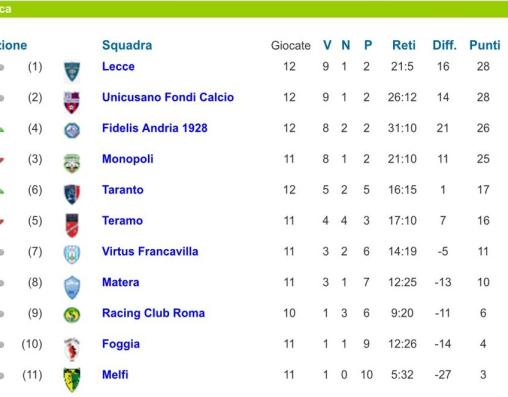 ca
zione Squadra Giocate V N P Reti Diff. Punti
(1) Lecce 12 9 1 2 21:5 16 28
(2) Unicusano Fondi Calcio 12 9 1 2 26:12 14 28
(4) Fidelis Andria 1928 12 8 2 2 31:10 21 26
(3) Monopoli 11 8 1 2 21:10 11 25
(6) Taranto 12 5 2 5 16:15 1 17
(5) Teramo 11 4 4 3 17:10 7 16
(7) Virtus Francavilla 11 3 2 6 14:19 -5 11
(8) Matera 11 3 1 7 12:25 -13 10
(9) Racing Club Roma 10 1 3 6 9:20 -11 6
(10) Foggia 11 1 1 9 12:26 -14 4
(11) Melfi 11 1 0 10 5:32 -27 3